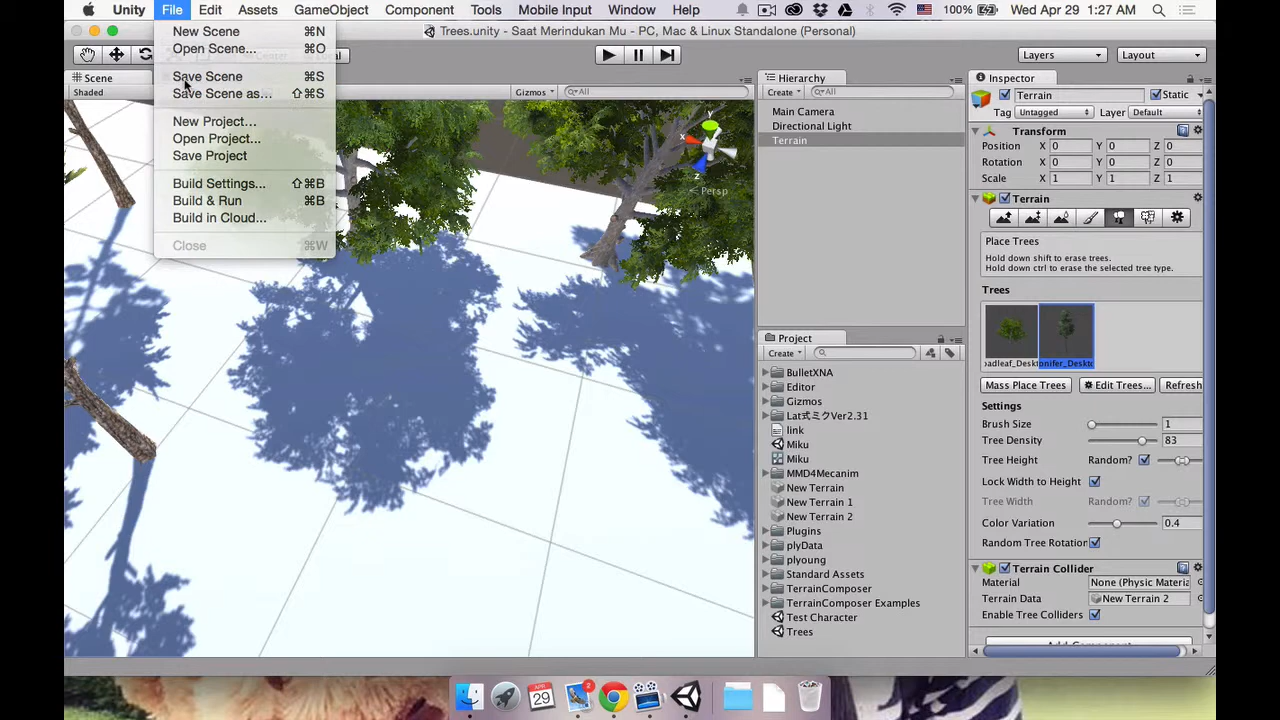 Unity File Edit Assets GameObject Component Tools Mobile Input Window Help 100% Wed Apr 29 1:27 AM
Trees.unity - Saat Merindukan Mu - PC, Mac & Linux Standalone (Personal)
Layers Layout
New Scene ⌘N
Open Scene... ⌘O
Save Scene ⌘S
Save Scene as... ⇧⌘S
New Project...
Open Project...
Save Project
Build Settings... ⇧⌘B
Build & Run ⌘B
Build in Cloud...
Close ⌘W
Scene
Shaded Gizmos All
x
z
Persp
Hierarchy
Create All
Main Camera
Directional Light
Terrain
Project
Create
BulletXNA
Editor
Gizmos
Lat式ミクVer2.31
link
Miku
Miku
MMD4Mecanim
New Terrain
New Terrain 1
New Terrain 2
Plugins
plyData
plyoung
Standard Assets
TerrainComposer
TerrainComposer Examples
Test Character
Trees
Inspector
Terrain Static
Tag Untagged Layer Default
Transform
Position X 0 Y 0 Z 0
Rotation X 0 Y 0 Z 0
Scale X 1 Y 1 Z 1
Terrain
Place Trees
Hold down shift to erase trees.
Hold down ctrl to erase the selected tree type.
Trees
Mass Place Trees Edit Trees... Refresh
Settings
Brush Size 1
Tree Density 83
Tree Height Random?
Lock Width to Height
Tree Width Random?
Color Variation 0.4
Random Tree Rotation
Terrain Collider
Material None (Physic Materia
Terrain Data New Terrain 2
Enable Tree Colliders
APR
29
2